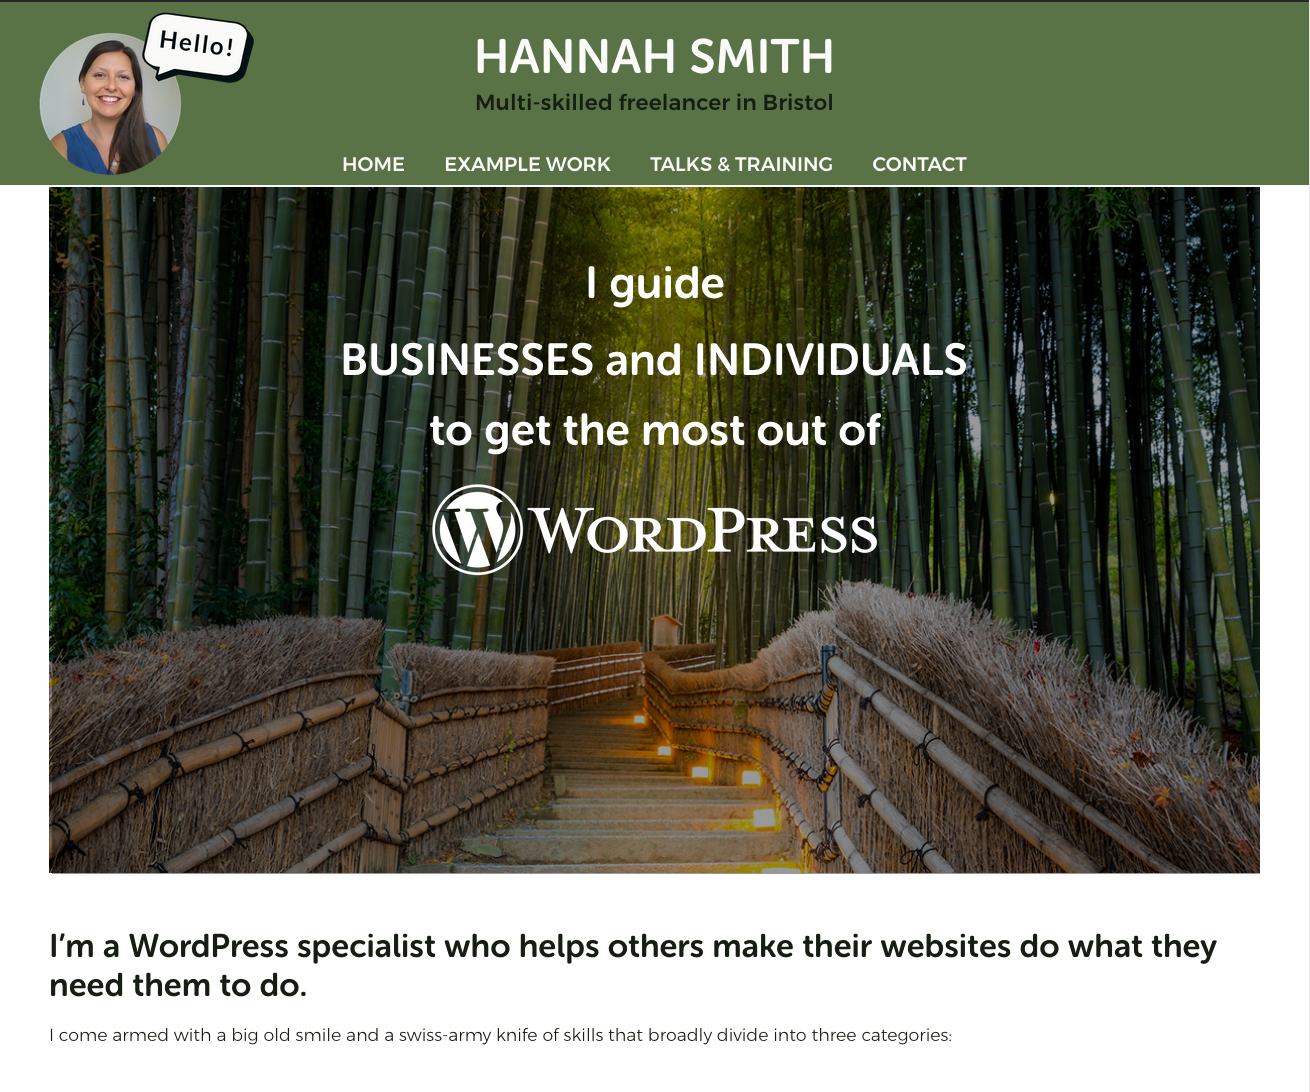 Hello!
HANNAH SMITH
Multi-skilled freelancer in Bristol
HOME EXAMPLE WORK TALKS & TRAINING CONTACT
I guide
BUSINESSES and INDIVIDUALS
to get the most out of
WORDPRESS
I’m a WordPress specialist who helps others make their websites do what they
need them to do.
I come armed with a big old smile and a swiss-army knife of skills that broadly divide into three categories: